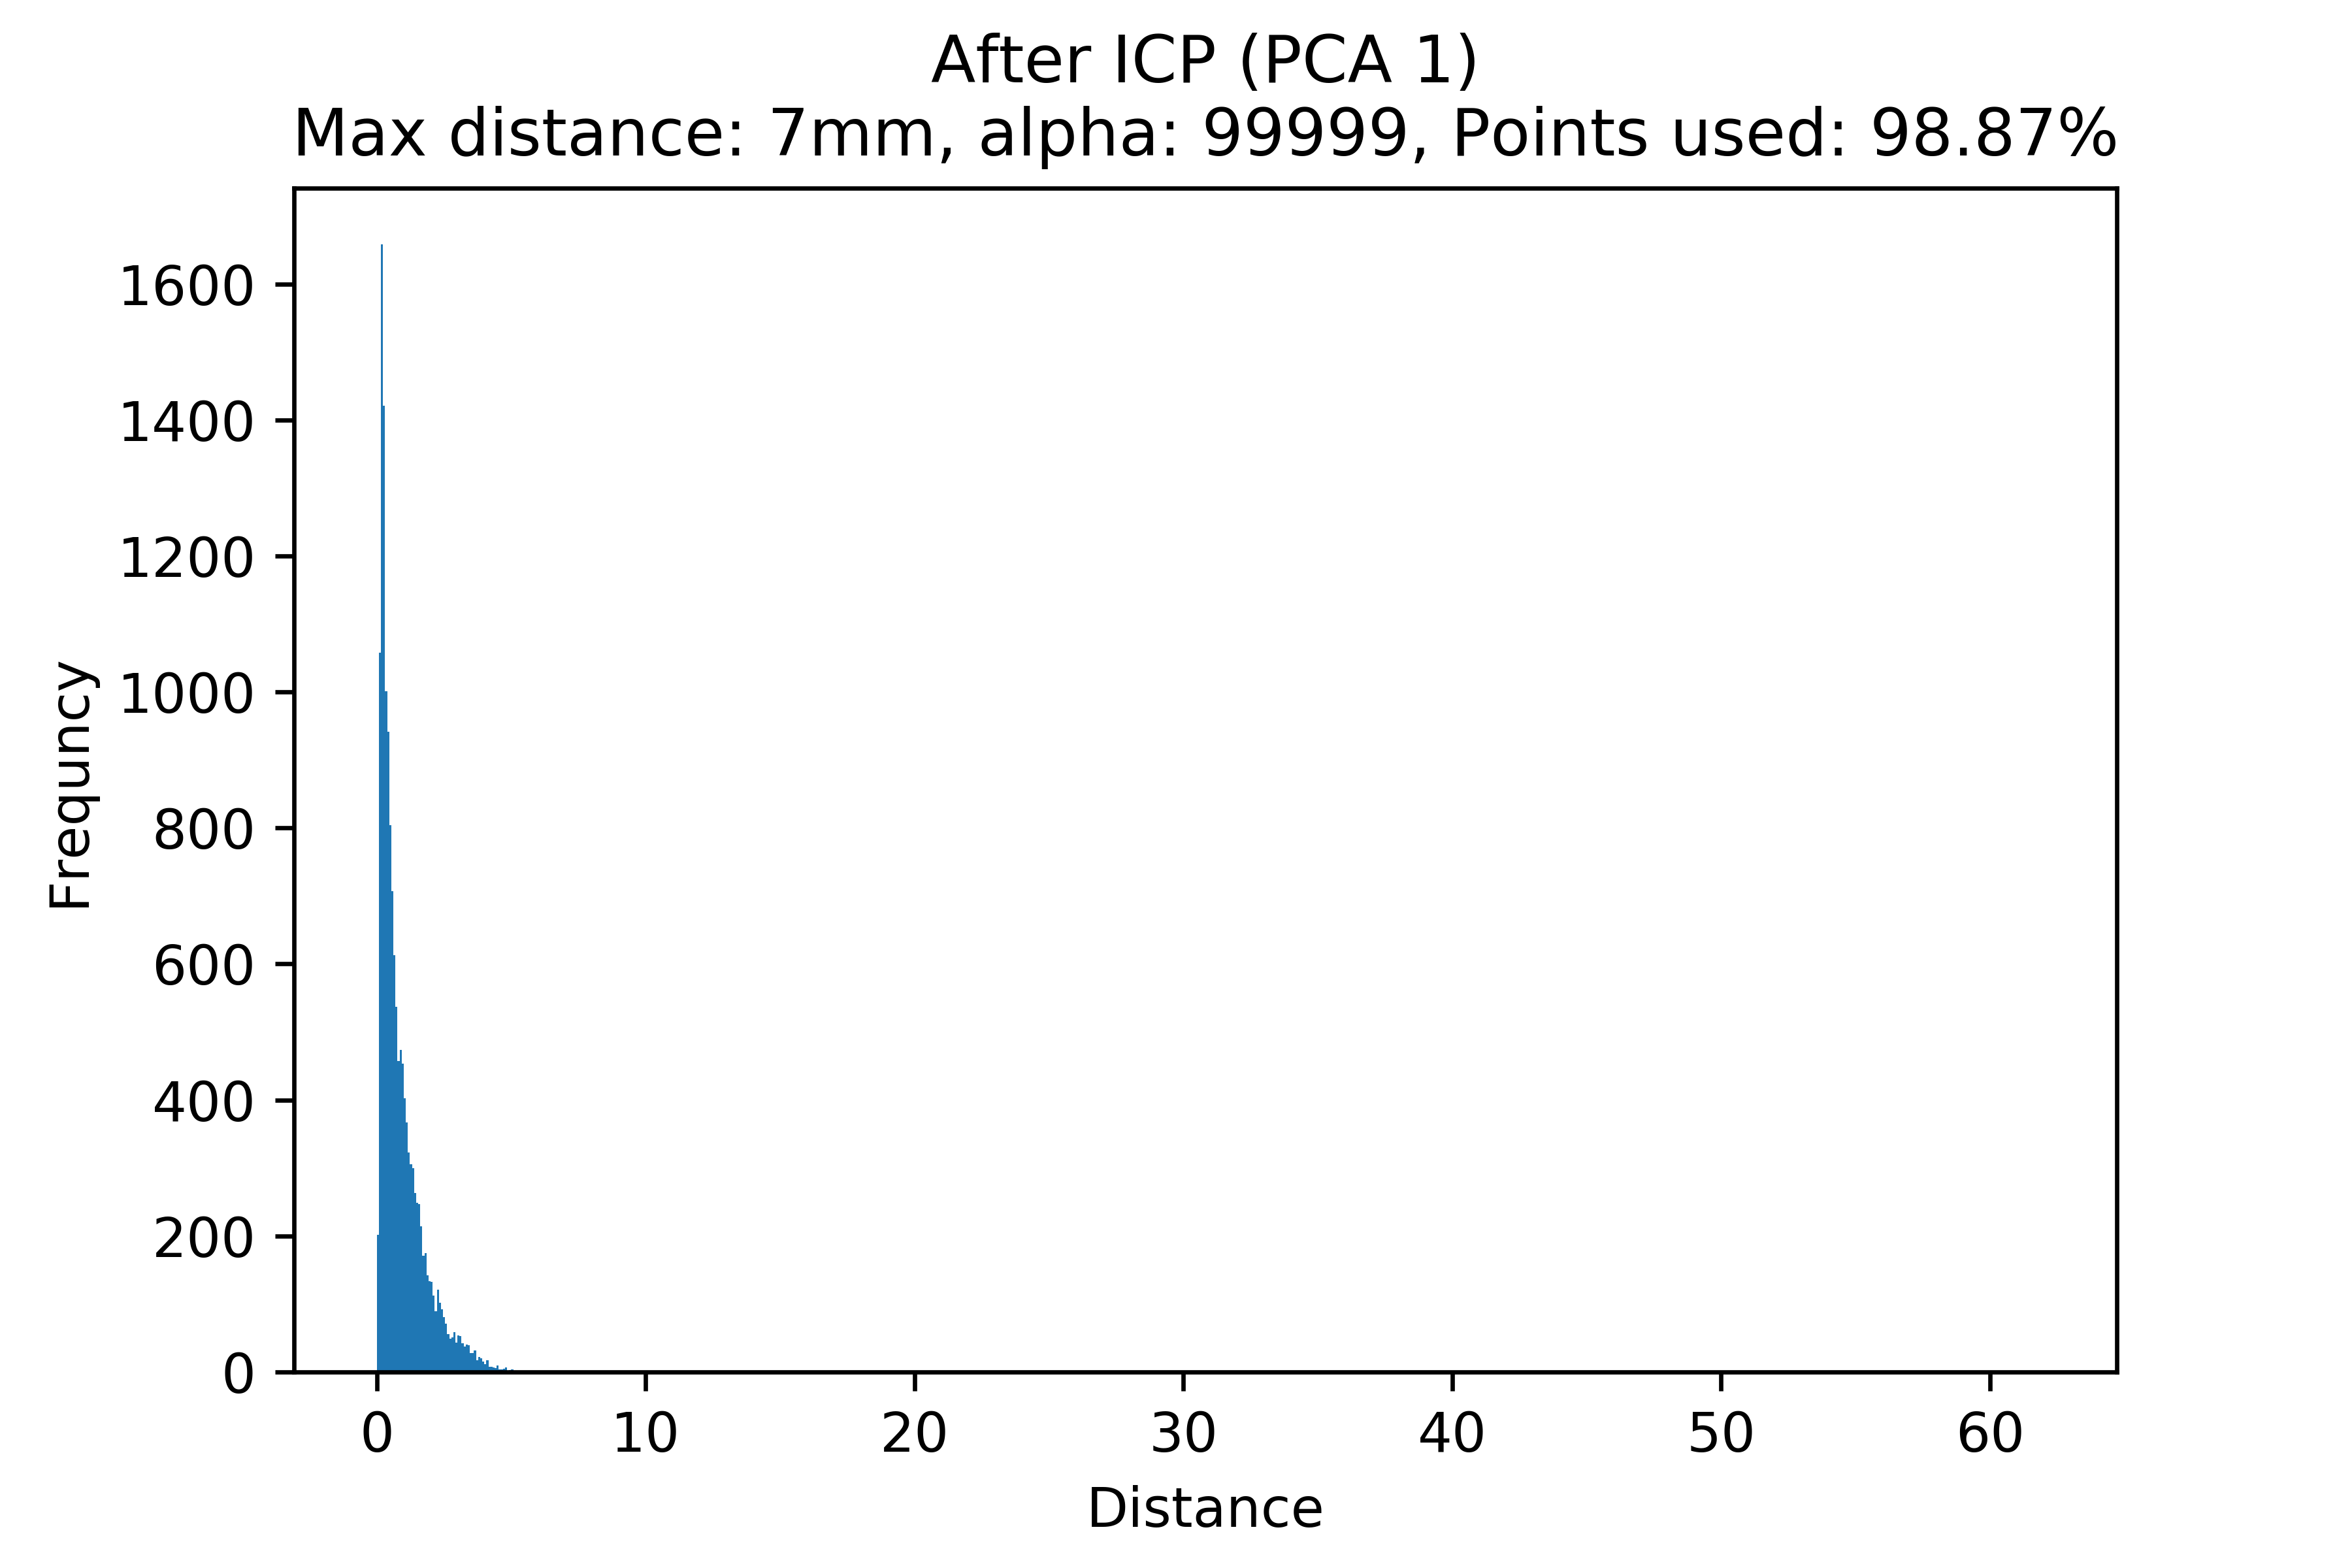 After ICP (PCA 1)
Max distance: 7mm, alpha: 99999, Points used: 98.87%
1600
1400
1200
1000
800
600
400
200
0
Frequncy
0 10 20 30 40 50 60
Distance